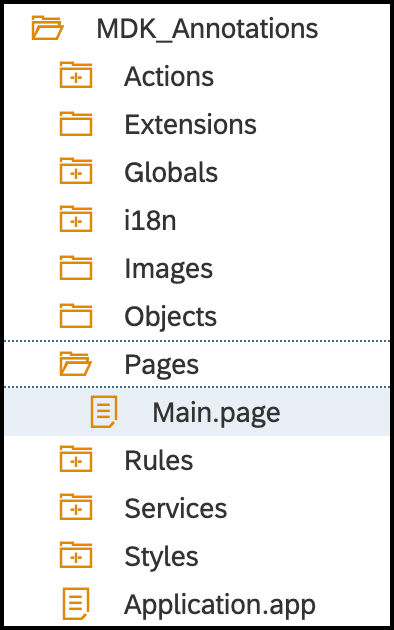 MDK_Annotations
Actions
Extensions
Globals
i18n
Images
Objects
Pages
Main.page
Rules
Services
Styles
Application.app